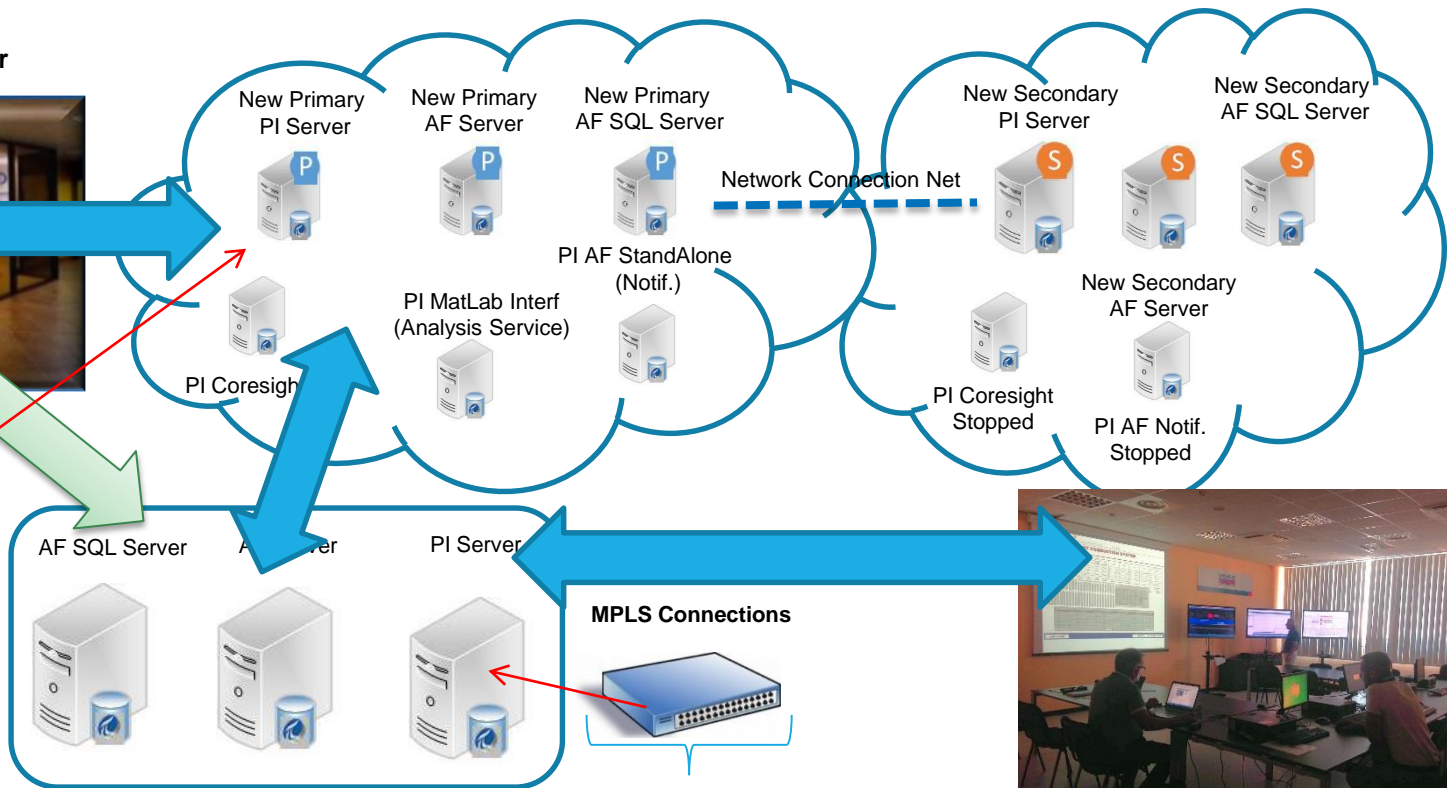 r
New Primary
PI Server
New Primary
AF Server
New Primary
AF SQL Server
P
P
P
Network Connection Net
New Secondary
PI Server
New Secondary
AF SQL Server
S
S
S
PI Coresigh
PI MatLab Interf
(Analysis Service)
PI AF StandAlone
(Notif.)
PI Coresight
Stopped
New Secondary
AF Server
PI AF Notif.
Stopped
AF SQL Server
PI Server
MPLS Connections